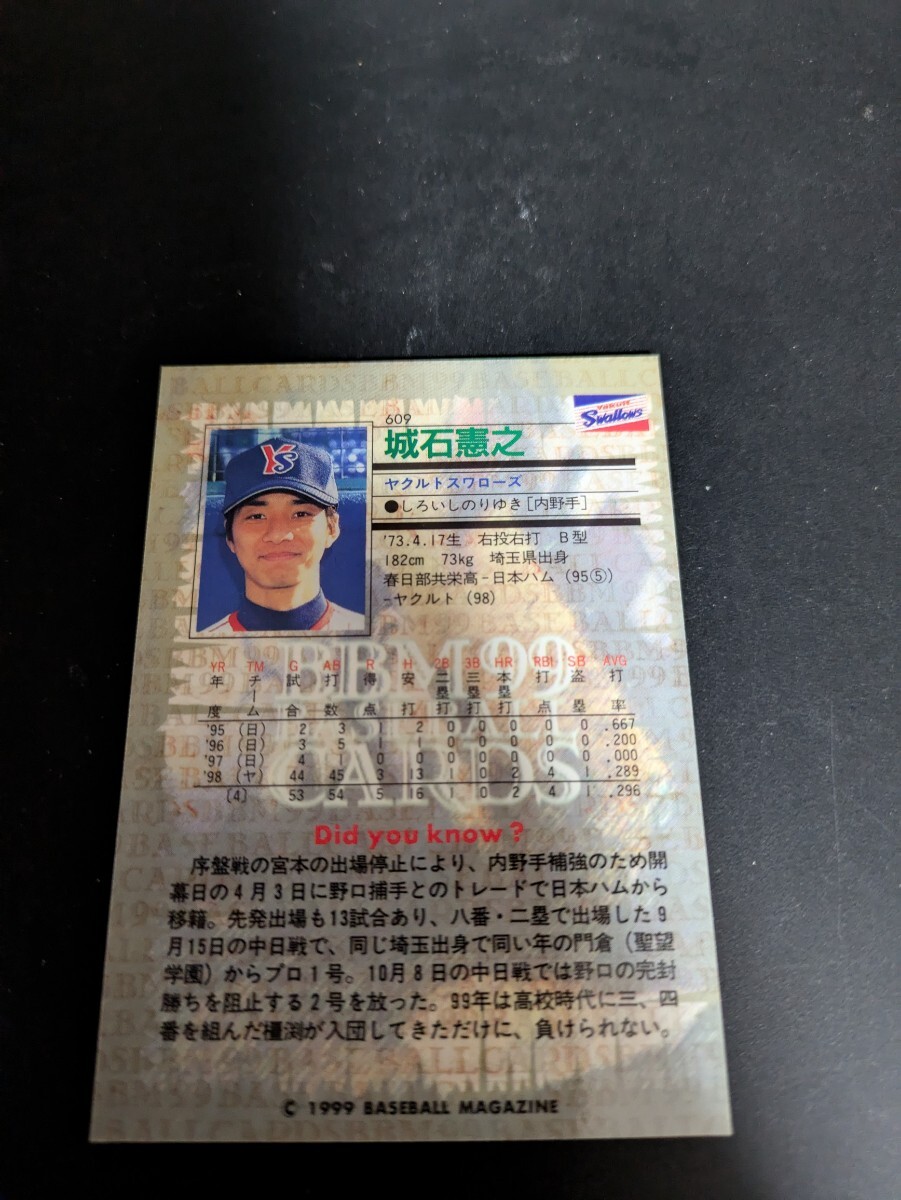 609
YAKULT
Swallows
YS
城石憲之
ヤクルトスワローズ
●しろいしのりゆき[内野手]
'73.4.17生 右投右打 B型
182cm 73kg 埼玉県出身
春日部共栄高-日本ハム(95⑤)
-ヤクルト(98)
BBM 99
BASEBALL
CARDS
YR TM G AB R H 2B 3B HR RBI SB AVG
年度 チーム 試合 打数 得点 安打 二塁打 三塁打 本塁打 打点 盗塁 打率
'95 (日) 2 3 1 2 0 0 0 0 0 .667
'96 (日) 3 5 1 1 0 0 0 0 0 .200
'97 (日) 4 1 0 0 0 0 0 0 0 .000
'98 (ヤ) 44 45 3 13 1 0 2 4 1 .289
[4] 53 54 5 16 1 0 2 4 1 .296
Did you know?
序盤戦の宮本の出場停止により、内野手補強のため開
幕日の4月3日に野口捕手とのトレードで日本ハムから
移籍。先発出場も13試合あり、八番・二塁で出場した9
月15日の中日戦で、同じ埼玉出身で同い年の門倉(聖望
学園)からプロ1号。10月8日の中日戦では野口の完封
勝ちを阻止する2号を放った。99年は高校時代に三、四
番を組んだ橿渕が入団してきただけに、負けられない。
© 1999 BASEBALL MAGAZINE